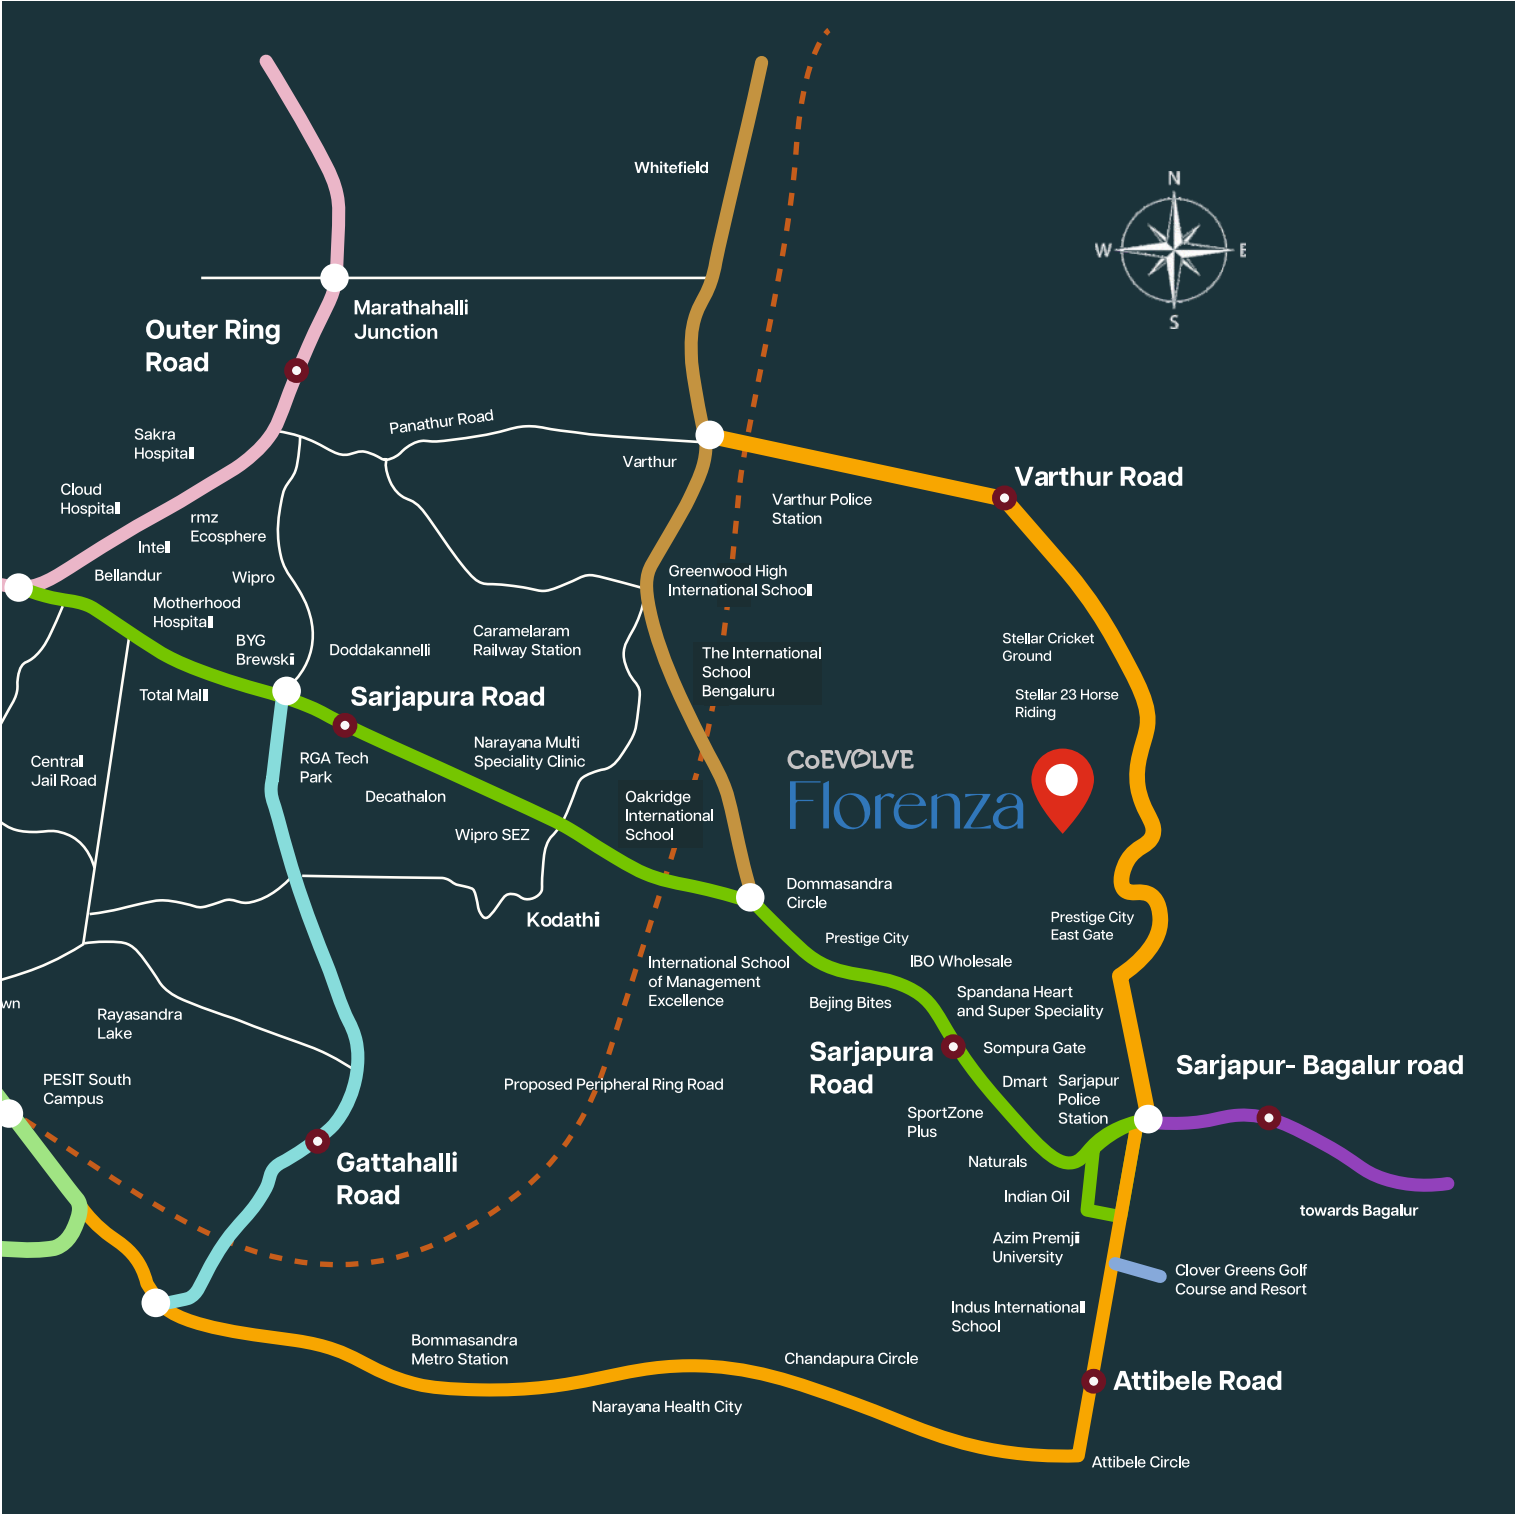 Whitefield
N
W
E
S
Marathahalli
Junction
Outer Ring
Road
Panathur Road
Sakra
Hospital
Varthur
Varthur Road
Cloud
Hospital
Varthur Police
Station
rmz
Ecosphere
Intel
Bellandur
Wipro
Greenwood High
International School
Motherhood
Hospital
BYG
Brewski
Doddakannelli
Caramelaram
Railway Station
The International
School
Bengaluru
Stellar Cricket
Ground
Total Mall
Sarjapura Road
Stellar 23 Horse
Riding
Central
Jail Road
RGA Tech
Park
Narayana Multi
Speciality Clinic
CoEVOLVE
Florenza
Decathalon
Oakridge
International
School
Wipro SEZ
Dommasandra
Circle
Kodathi
Prestige City
East Gate
Prestige City
IBO Wholesale
International School
of Management
Excellence
Bejing Bites
Spandana Heart
and Super Speciality
wn
Rayasandra
Lake
Sarjapura
Road
Sompura Gate
Sarjapur- Bagalur road
PESIT South
Campus
Proposed Peripheral Ring Road
Dmart
Sarjapur
Police
Station
SportZone
Plus
Gattahalli
Road
Naturals
Indian Oil
towards Bagalur
Azim Premji
University
Clover Greens Golf
Course and Resort
Indus International
School
Bommasandra
Metro Station
Chandapura Circle
Attibele Road
Narayana Health City
Attibele Circle